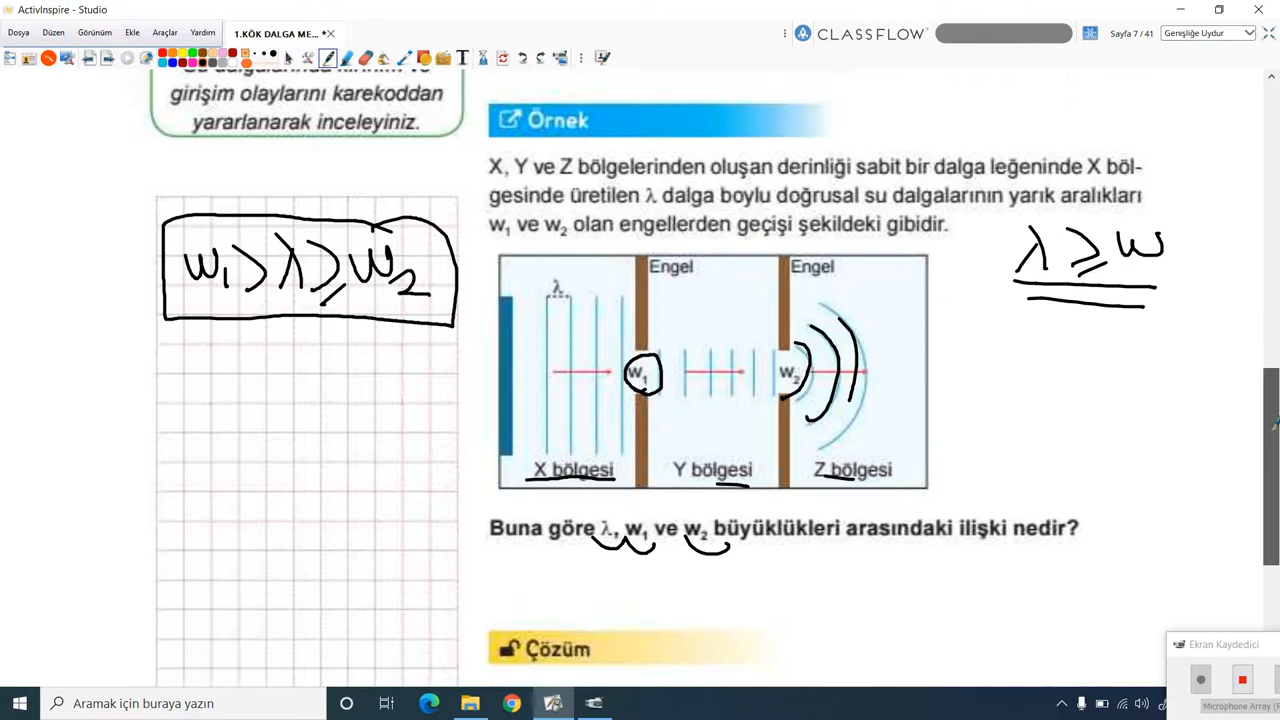 ActivInspire - Studio
Dosya Düzen Görünüm Ekle Araçlar Yardım
1.KÖK DALGA ME... *
CLASSFLOW
Sayfa 7 / 41
Genişliğe Uydur
Su dalgalarında kırınım ve
girişim olaylarını karekoddan
yararlanarak inceleyiniz.
Örnek
X, Y ve Z bölgelerinden oluşan derinliği sabit bir dalga leğeninde X böl-
gesinde üretilen λ dalga boylu doğrusal su dalgalarının yarık aralıkları
w₁ ve w₂ olan engellerden geçişi şekildeki gibidir.
w₁ > λ ≥ w₂
λ ≥ w
Engel
Engel
λ
w₁
w₂
X bölgesi
Y bölgesi
Z bölgesi
Buna göre λ, w₁ ve w₂ büyüklükleri arasındaki ilişki nedir?
Çözüm
Ekran Kaydedici
Microphone Array (R
Aramak için buraya yazın